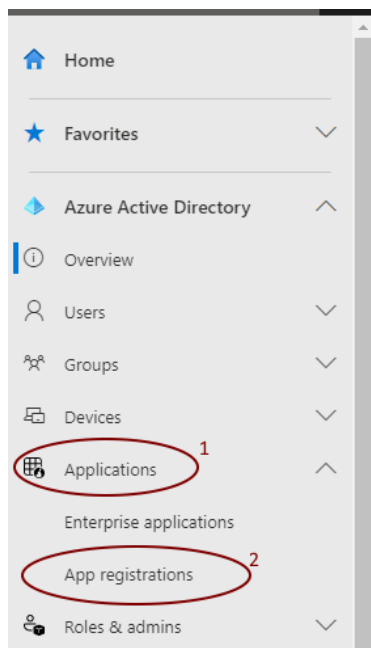 Home
Favorites
Azure Active Directory
Overview
Users
Groups
Devices
Applications 1
Enterprise applications
App registrations 2
Roles & admins